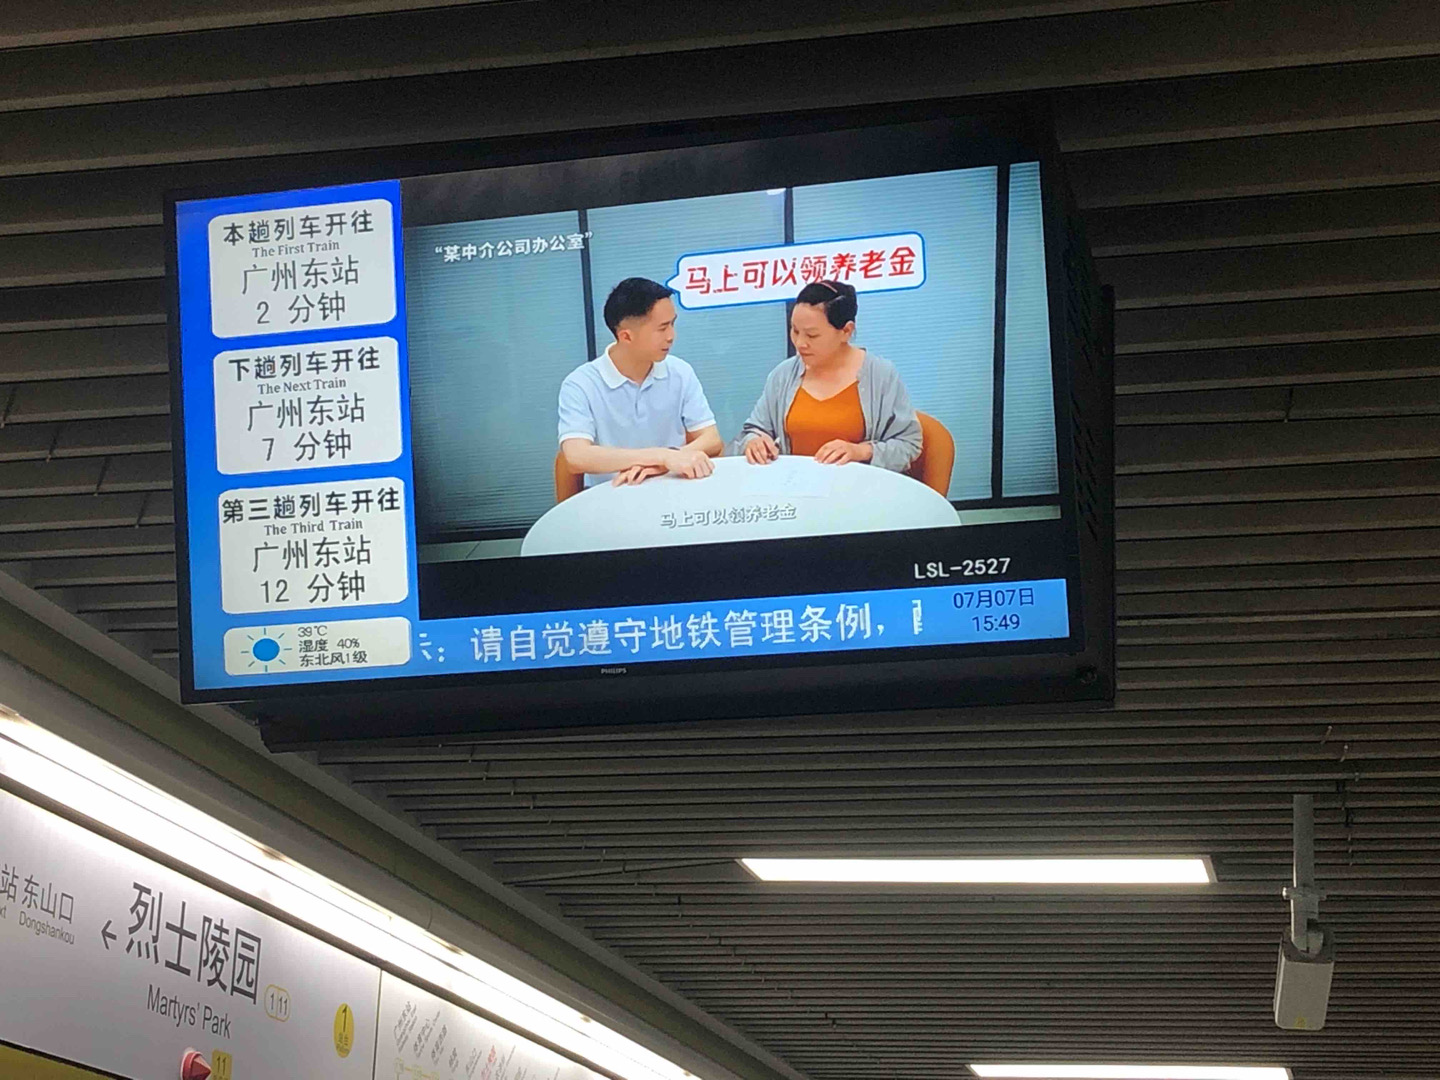 本趟列车开往
The First Train
广州东站
2 分钟
下趟列车开往
The Next Train
广州东站
7 分钟
第三趟列车开往
The Third Train
广州东站
12 分钟
39℃
湿度 40%
东北风1级
“某中介公司办公室”
马上可以领养老金
马上可以领养老金
LSL-2527
：请自觉遵守地铁管理条例，
07月07日
15:49
PHILIPS
站 东山口
Dongshankou
←烈士陵园
1 11
Martyrs' Park
1
11